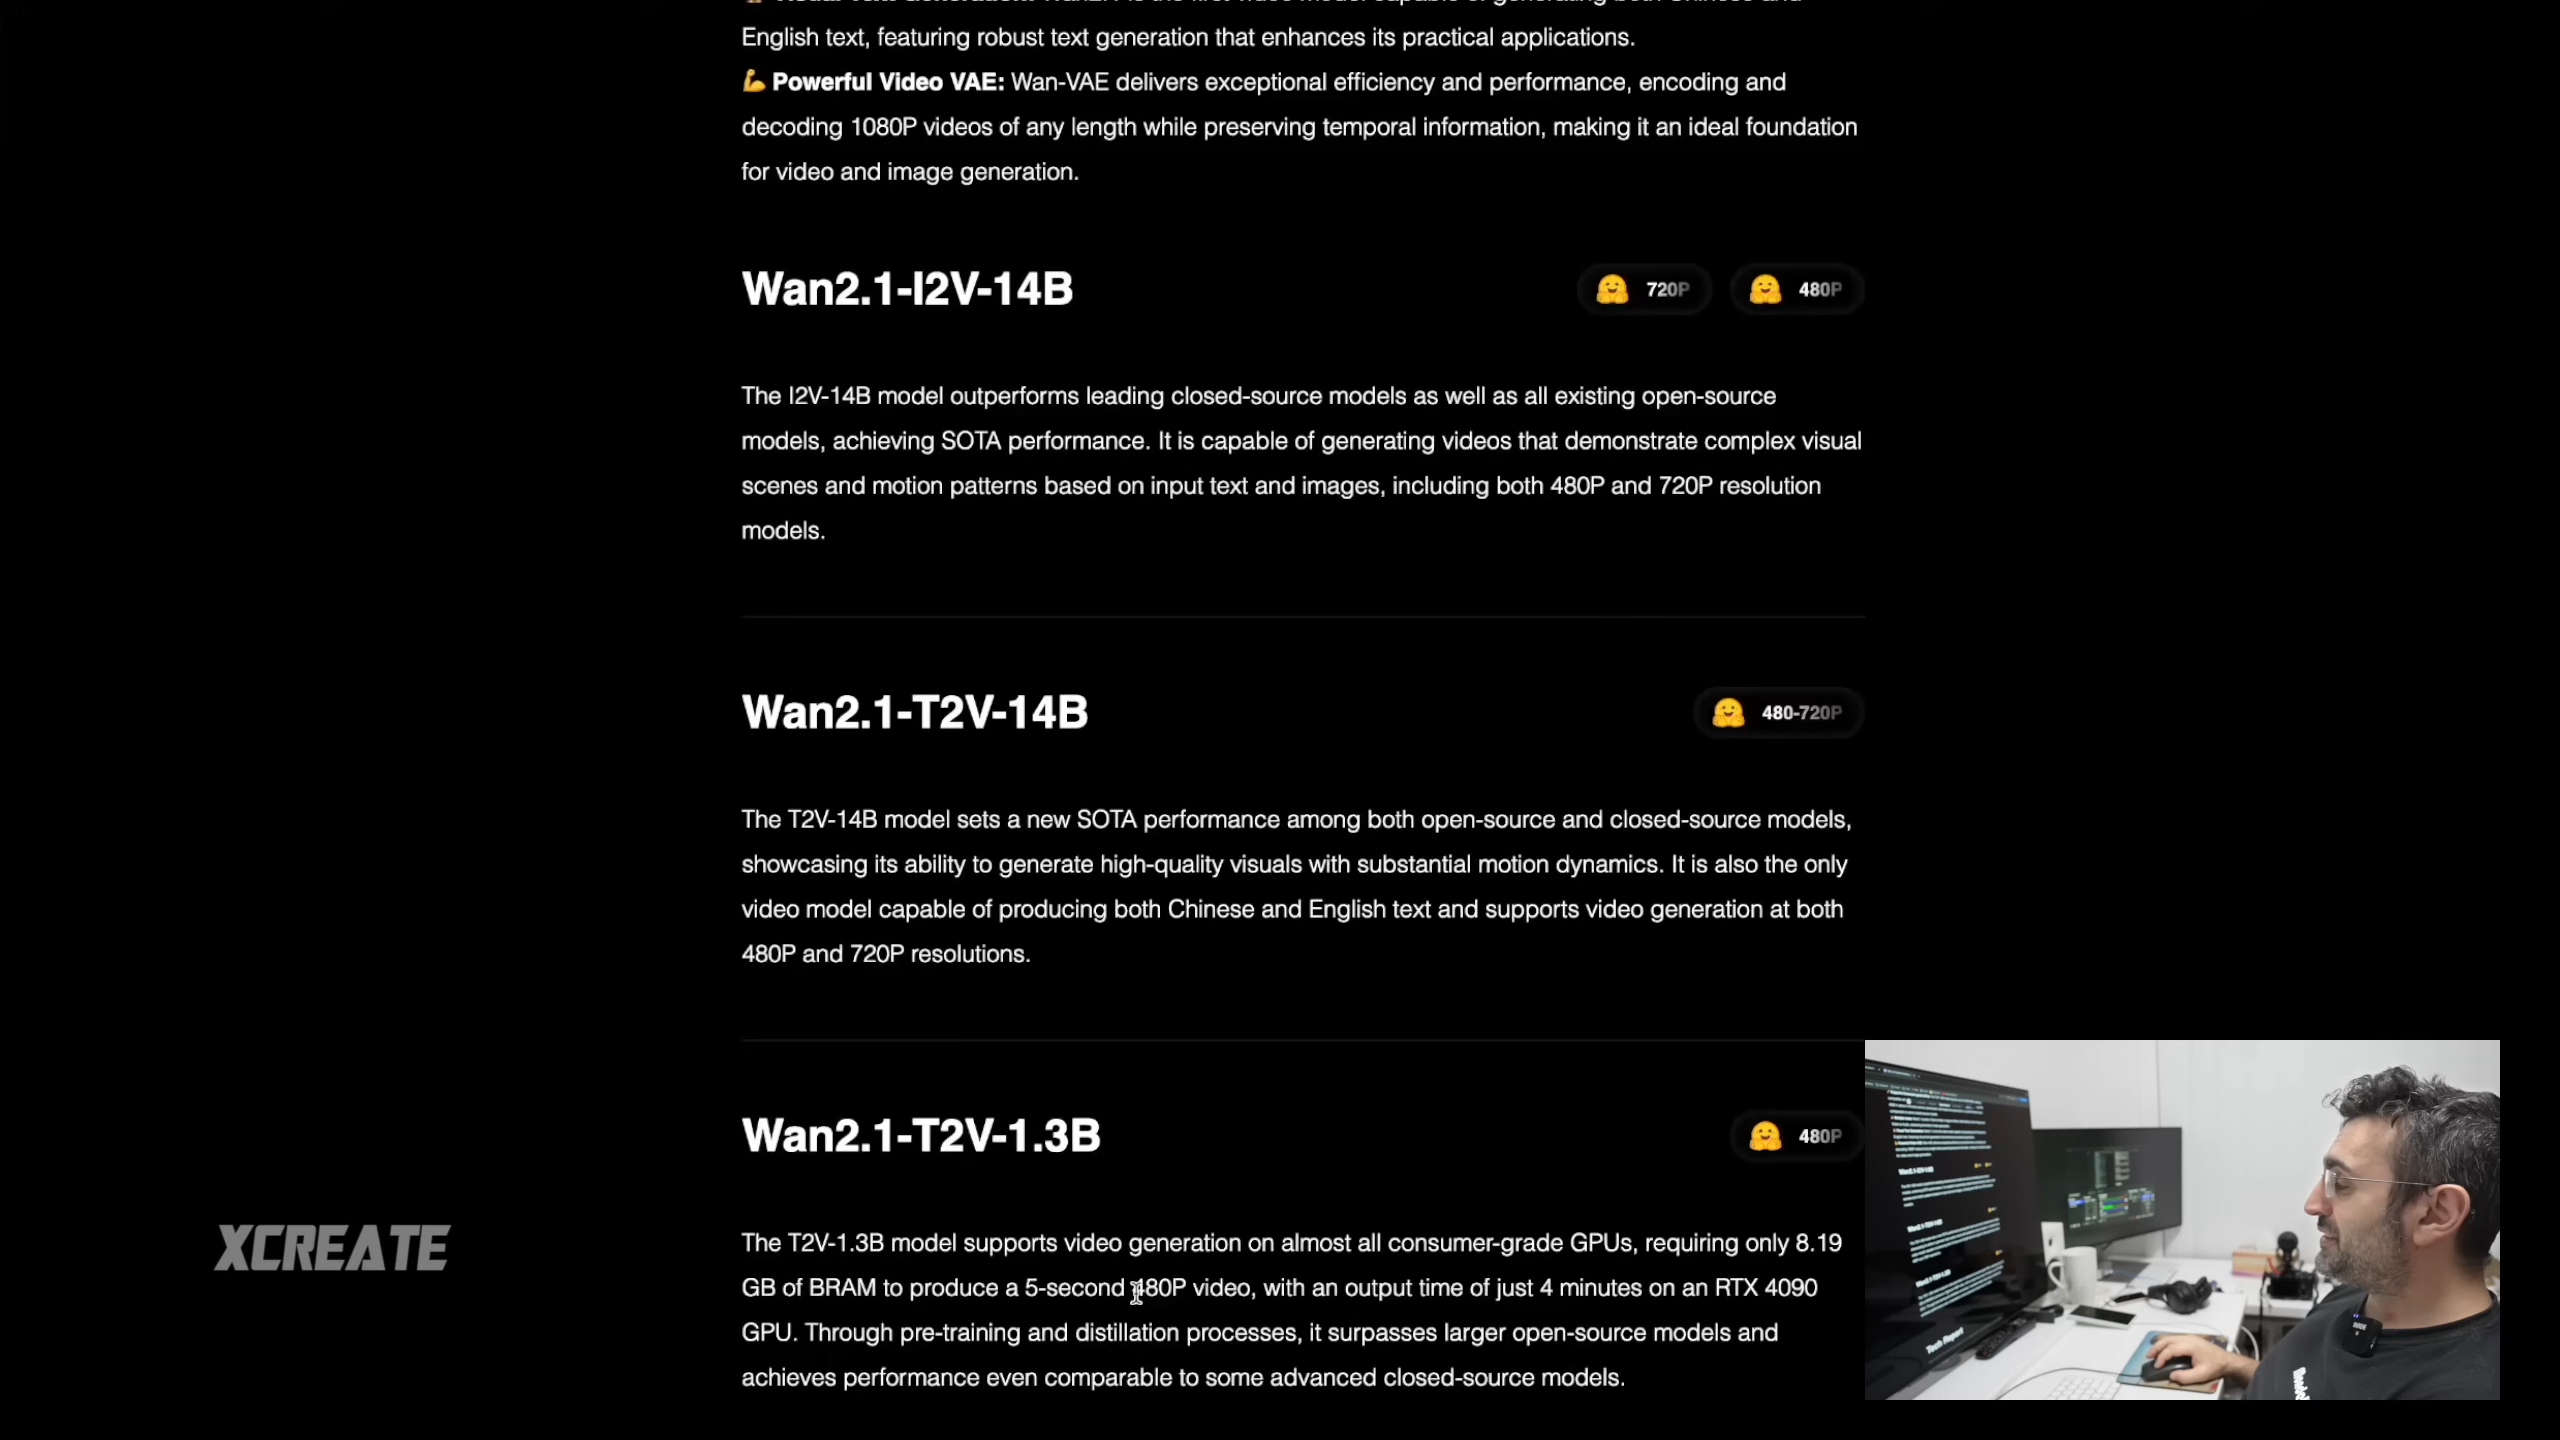 English text, featuring robust text generation that enhances its practical applications.
💪 Powerful Video VAE: Wan-VAE delivers exceptional efficiency and performance, encoding and
decoding 1080P videos of any length while preserving temporal information, making it an ideal foundation
for video and image generation.
Wan2.1-I2V-14B
720P
480P
The I2V-14B model outperforms leading closed-source models as well as all existing open-source
models, achieving SOTA performance. It is capable of generating videos that demonstrate complex visual
scenes and motion patterns based on input text and images, including both 480P and 720P resolution
models.
Wan2.1-T2V-14B
480-720P
The T2V-14B model sets a new SOTA performance among both open-source and closed-source models,
showcasing its ability to generate high-quality visuals with substantial motion dynamics. It is also the only
video model capable of producing both Chinese and English text and supports video generation at both
480P and 720P resolutions.
Wan2.1-T2V-1.3B
480P
The T2V-1.3B model supports video generation on almost all consumer-grade GPUs, requiring only 8.19
GB of BRAM to produce a 5-second 480P video, with an output time of just 4 minutes on an RTX 4090
GPU. Through pre-training and distillation processes, it surpasses larger open-source models and
achieves performance even comparable to some advanced closed-source models.
XCREATE
Tech Report